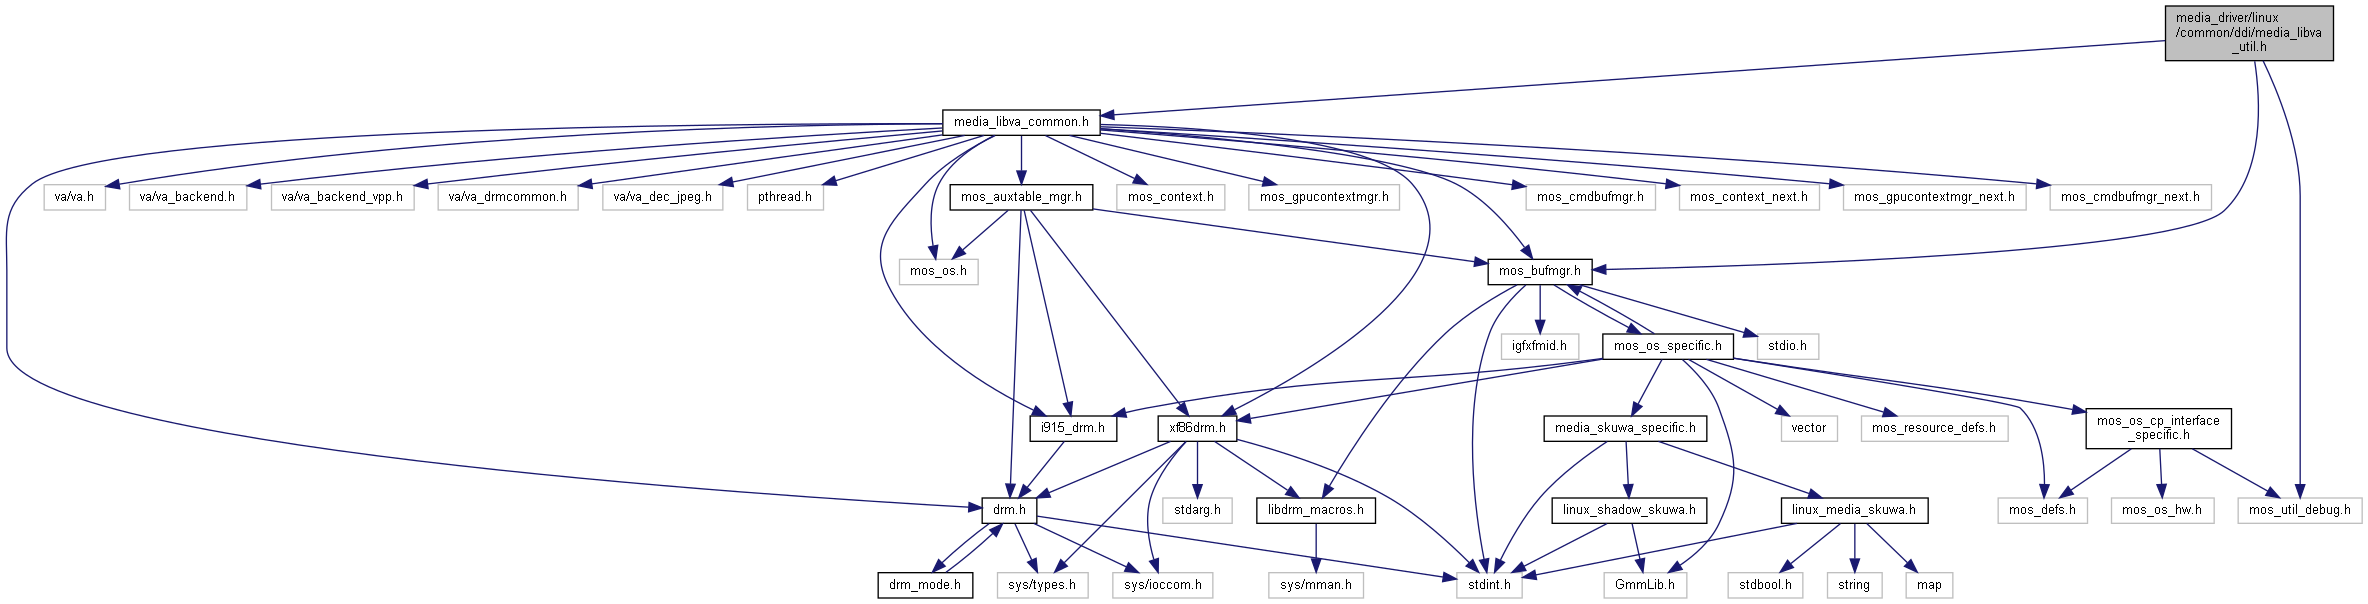 media_driver/linux
/common/ddi/media_libva
_util.h
media_libva_common.h
va/va.h
va/va_backend.h
va/va_backend_vpp.h
va/va_drmcommon.h
va/va_dec_jpeg.h
pthread.h
mos_auxtable_mgr.h
mos_context.h
mos_gpucontextmgr.h
mos_cmdbufmgr.h
mos_context_next.h
mos_gpucontextmgr_next.h
mos_cmdbufmgr_next.h
mos_os.h
mos_bufmgr.h
igfxfmid.h
mos_os_specific.h
stdio.h
i915_drm.h
xf86drm.h
media_skuwa_specific.h
vector
mos_resource_defs.h
mos_os_cp_interface
_specific.h
drm.h
stdarg.h
libdrm_macros.h
linux_shadow_skuwa.h
linux_media_skuwa.h
mos_defs.h
mos_os_hw.h
mos_util_debug.h
drm_mode.h
sys/types.h
sys/ioccom.h
sys/mman.h
stdint.h
GmmLib.h
stdbool.h
string
map